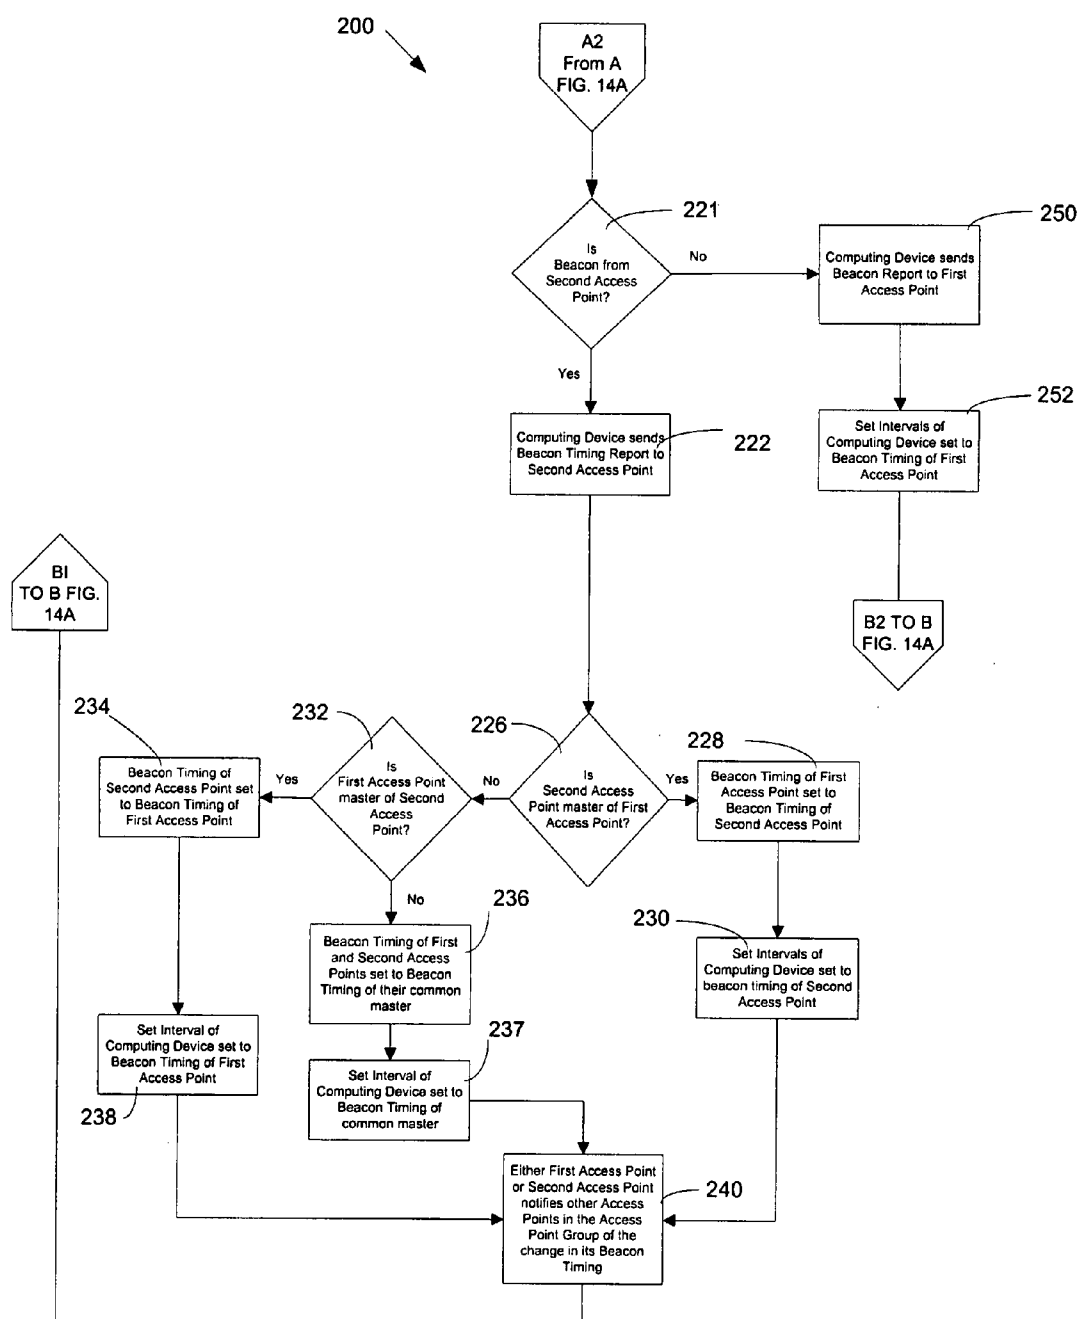 200
A2
From A
FIG. 14A
221
250
Is
Beacon from
Second Access
Point?
No
Computing Device sends
Beacon Report to First
Access Point
Yes
252
Computing Device sends
Beacon Timing Report to
Second Access Point
222
Set Intervals of
Computing Device set to
Beacon Timing of First
Access Point
BI
TO B FIG.
14A
B2 TO B
FIG. 14A
234
232
226
228
Beacon Timing of
Second Access Point set
to Beacon Timing of
First Access Point
Yes
Is
First Access Point
master of Second
Access
Point?
No
Is
Second Access
Point master of First
Access Point?
Yes
Beacon Timing of First
Access Point set to
Beacon Timing of
Second Access Point
No
236
230
Beacon Timing of First
and Second Access
Points set to Beacon
Timing of their common
master
Set Intervals of
Computing Device set to
beacon timing of Second
Access Point
Set Interval of
Computing Device set to
Beacon Timing of First
Access Point
238
237
Set Interval of
Computing Device set to
Beacon Timing of
common master
Either First Access Point
or Second Access Point
notifies other Access
Points in the Access
Point Group of the
change in its Beacon
Timing
240